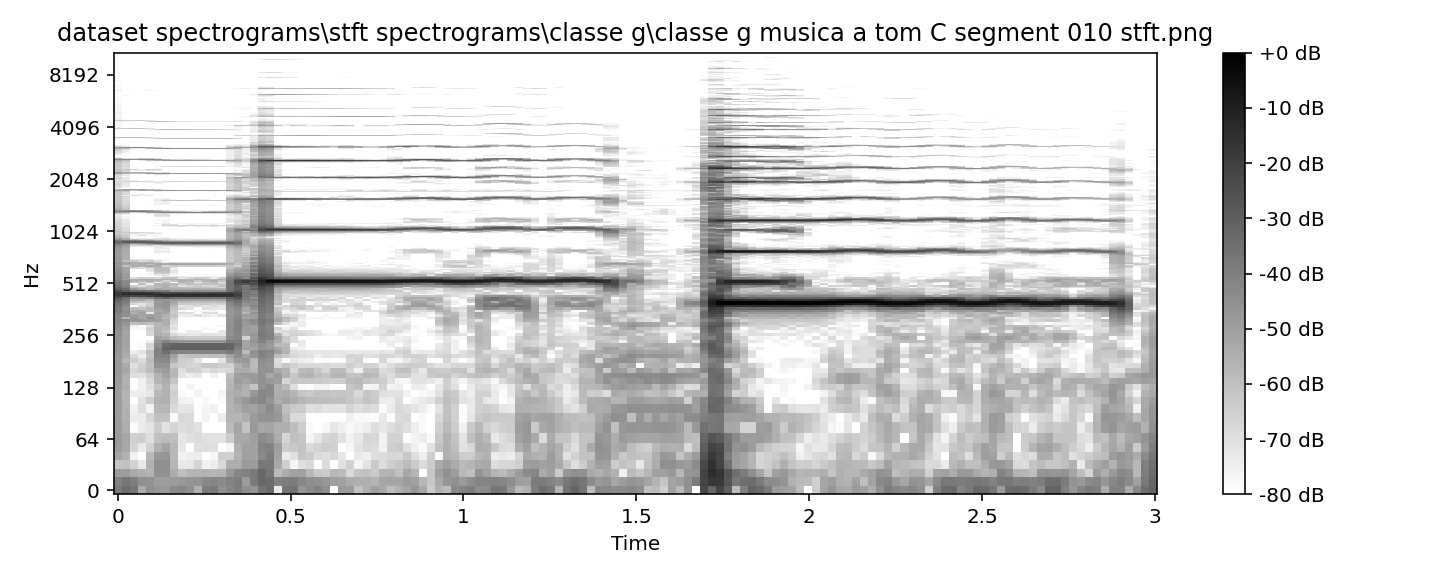 dataset spectrograms\stft spectrograms\classe g\classe g musica a tom C segment 010 stft.png
8192
4096
2048
1024
512
256
128
64
0
Hz
0
0.5
1
1.5
2
2.5
3
Time
+0 dB
-10 dB
-20 dB
-30 dB
-40 dB
-50 dB
-60 dB
-70 dB
-80 dB